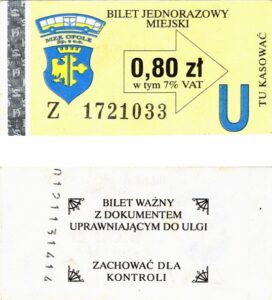 BILET JEDNORAZOWY
MIEJSKI
MZK OPOLE
Sp. z o.o.
0,80 zł
w tym 7% VAT
Z 1721033
U
TU KASOWAĆ
BILET WAŻNY
Z DOKUMENTEM
UPRAWNIAJĄCYM DO ULGI
ZACHOWAĆ DLA
KONTROLI